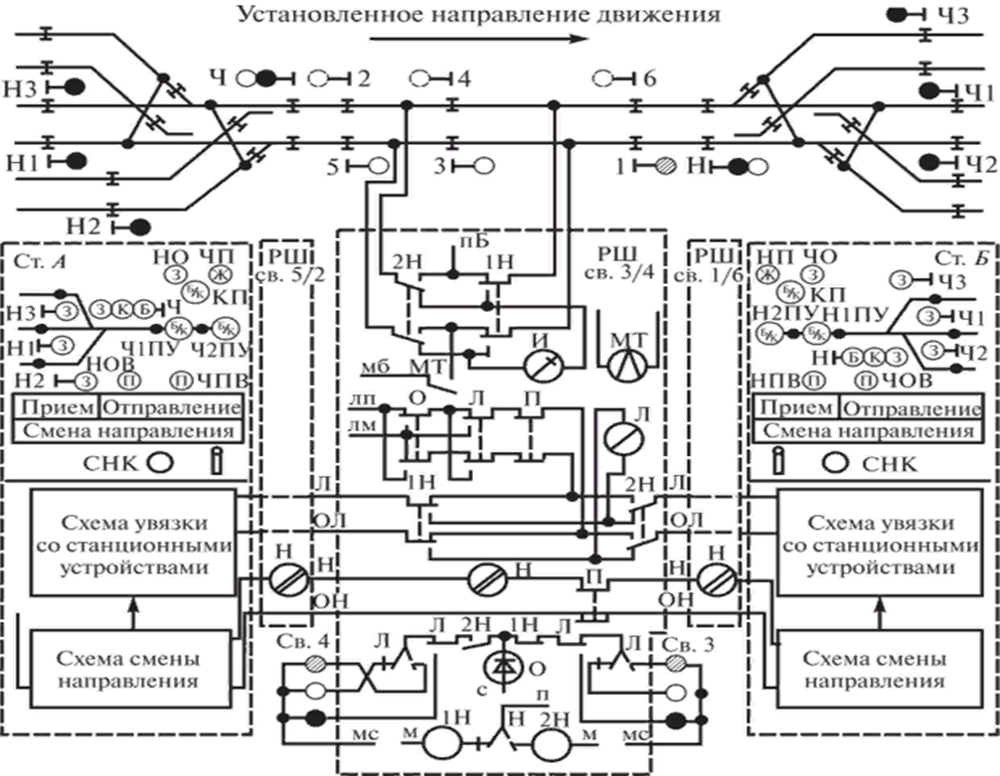 Установленное направление движения
Ч3
Ч 2 4 6
Н3 Ч1
Н1 5 3 1 Н Ч2
Н2
Ст. А НО ЧП РШ св. 5/2 пБ РШ св. 3/4 РШ св. 1/6 НП ЧО Ст. Б
З Ж 2Н 1Н Ж З
Б/К КП Б/К КП З Ч3
Н3 З З К Б Ч Б/К Б/К Н2ПУ Н1ПУ
Б/К Б/К З Ч1
Н1 З Ч1ПУ Ч2ПУ И МТ Н Б К З З Ч2
НОВ
Н2 З П П ЧПВ мб МТ НПВ П П ЧОВ
Прием Отправление лп О Л П Л Прием Отправление
Смена направления лм Смена направления
СНК СНК
Л 1Н 2Н Л
Схема увязки со станционными устройствами ОЛ ОЛ Схема увязки со станционными устройствами
Н Н Н П Н Н
ОН ОН
Схема смены направления Св. 4 Л Л 2Н 1Н Л Л Св. 3 Схема смены направления
О
с п
1Н Н 2Н
мс м м мс